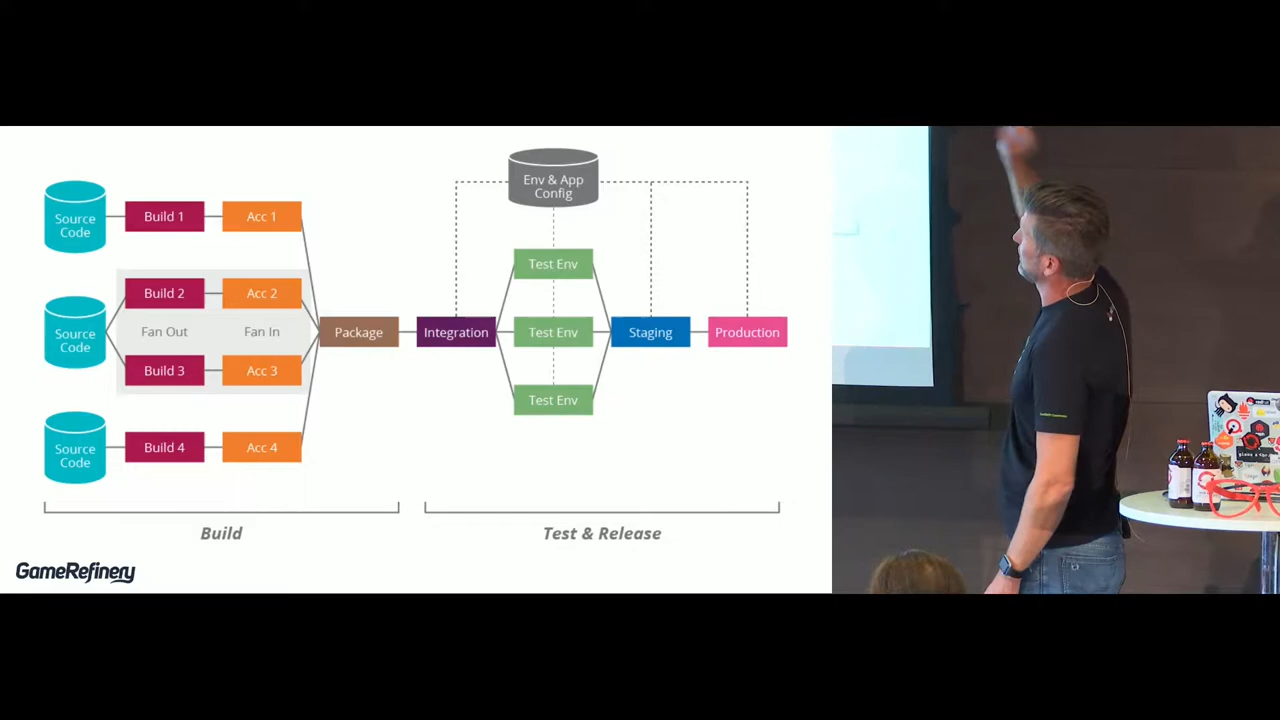 Env & App
Config
Source
Code
Build 1
Acc 1
Test Env
Build 2
Acc 2
Source
Code
Fan Out
Fan In
Package
Integration
Test Env
Staging
Production
Build 3
Acc 3
Test Env
Source
Code
Build 4
Acc 4
Build
Test & Release
GameRefinery